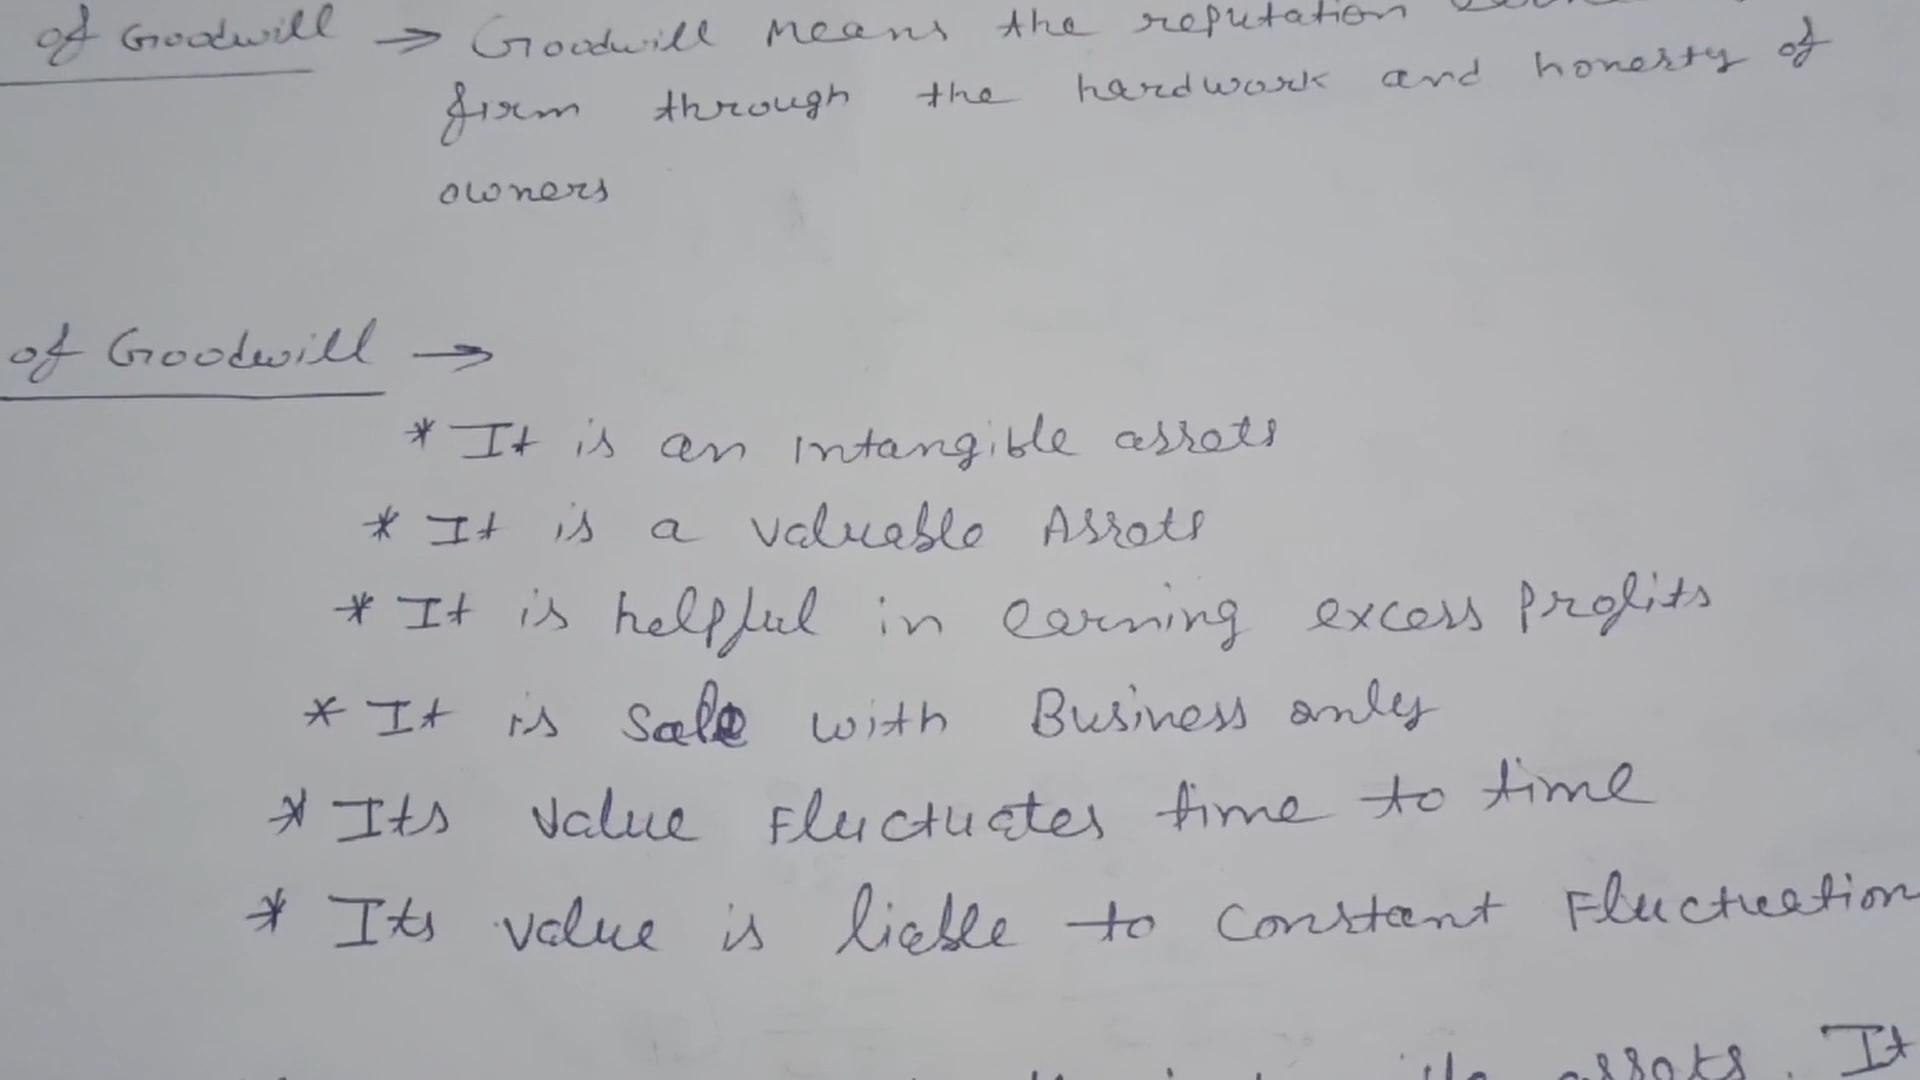 of Goodwill → Goodwill Means the reputation
firm through the hardwork and honesty of
owners
of Goodwill →
* It is an Intangible assets
* It is a valuable Assets
* It is helpful in earning excess Profits
* It is Sale with Business only
* Its value Fluctuates time to time
* Its value is liable to Constant Fluctuation
assets. It